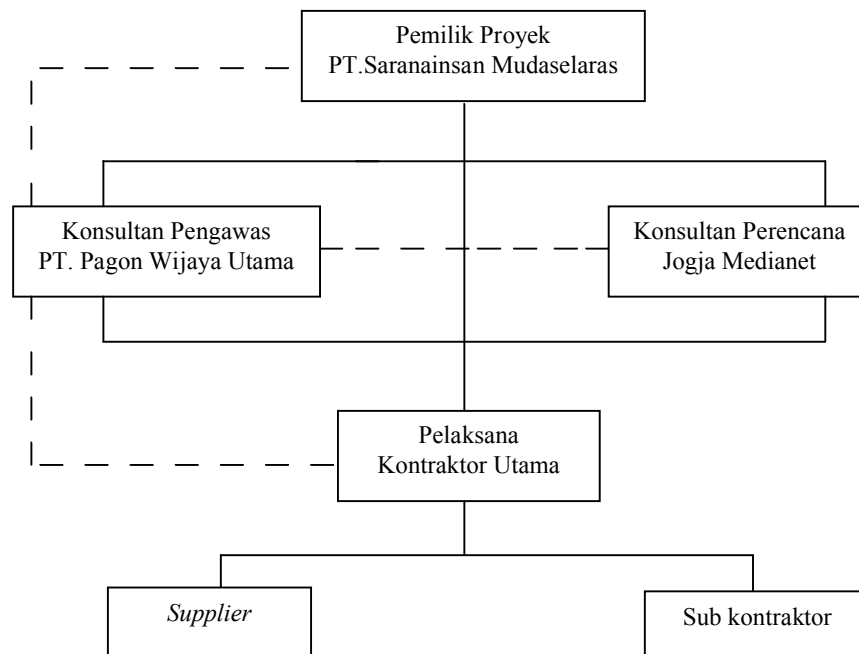 Pemilik Proyek
PT.Saranainsan Mudaselaras
Konsultan Pengawas
PT. Pagon Wijaya Utama
Konsultan Perencana
Jogja Medianet
Pelaksana
Kontraktor Utama
Supplier
Sub kontraktor